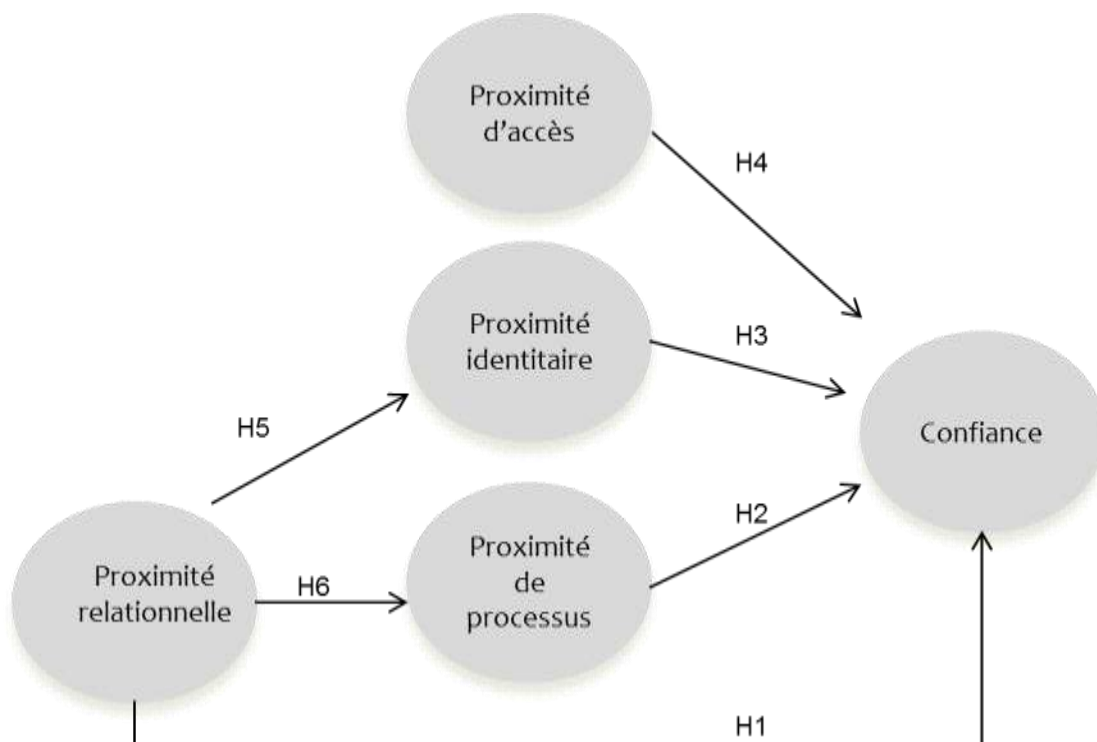 Proximité
d'accès
H4
Proximité
identitaire
H3
Confiance
H5
Proximité
de
processus
H2
Proximité
relationnelle
H6
H1